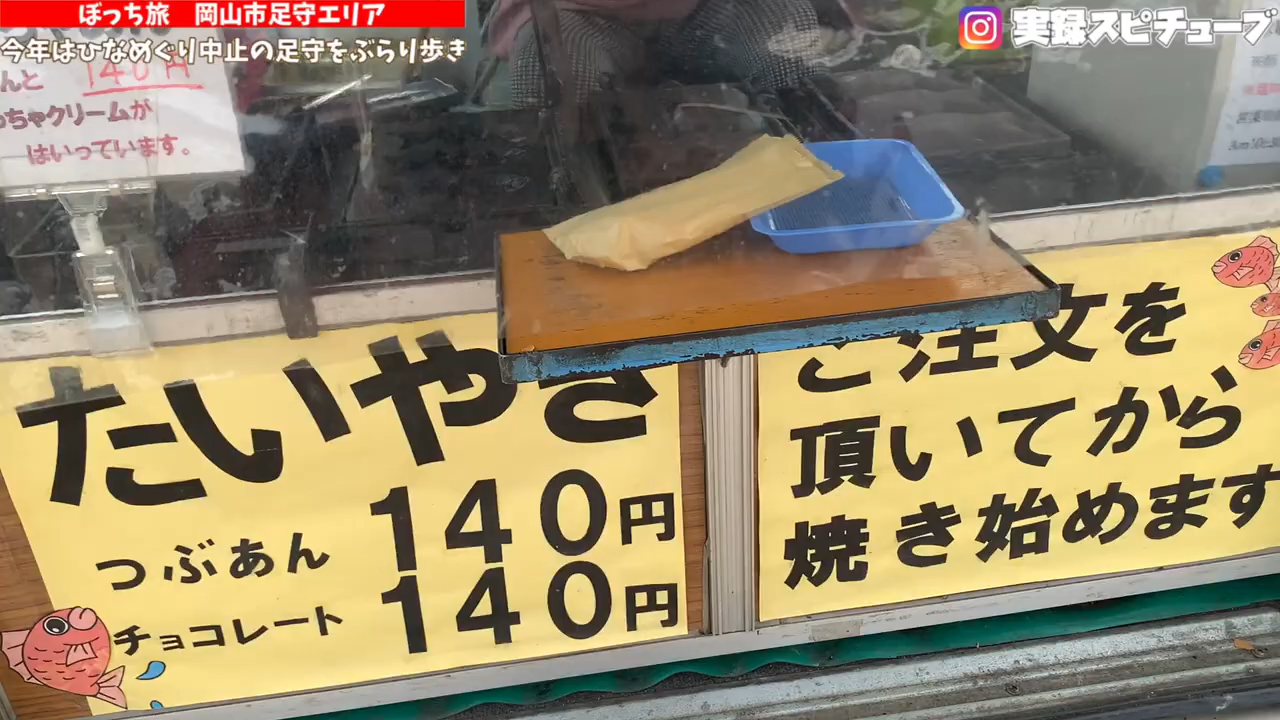 ぼっち旅 岡山市足守エリア
今年はひなめぐり中止の足守をぶらり歩き
実録スピチューブ
んと 140円
っちゃクリームが
はいっています。
たいやき
つぶあん 140円
チョコレート 140円
ご注文を
頂いてから
焼き始めます